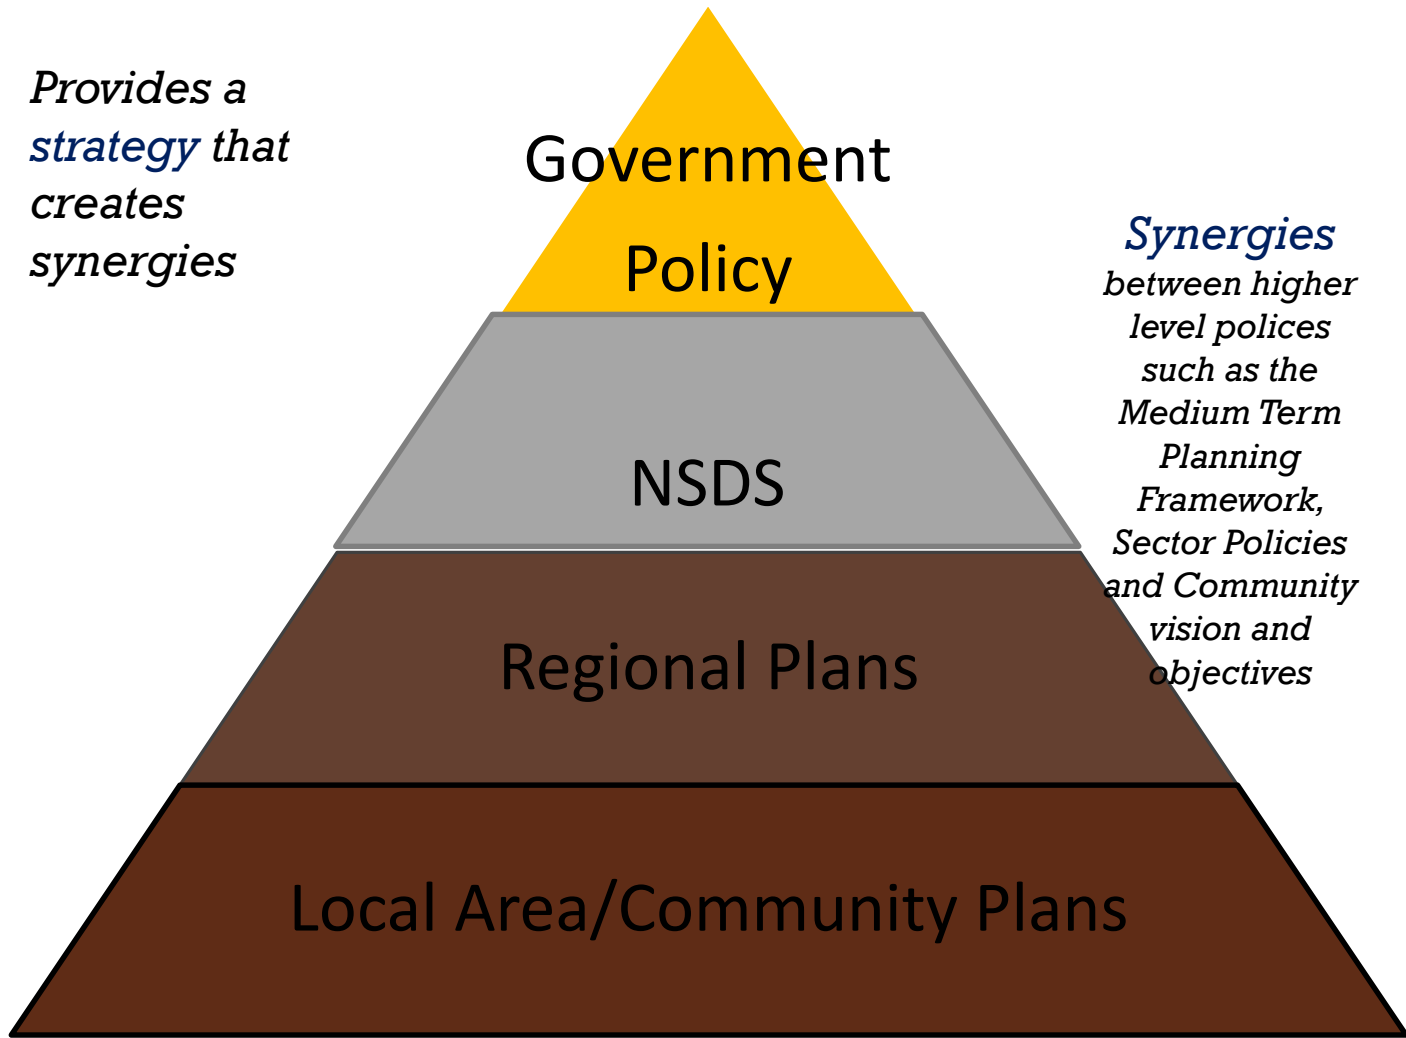 Provides a
strategy that
creates
synergies
Government
Policy
Synergies
between higher
level polices
such as the
Medium Term
Planning
Framework,
Sector Policies
and Community
vision and
objectives
NSDS
Regional Plans
Local Area/Community Plans